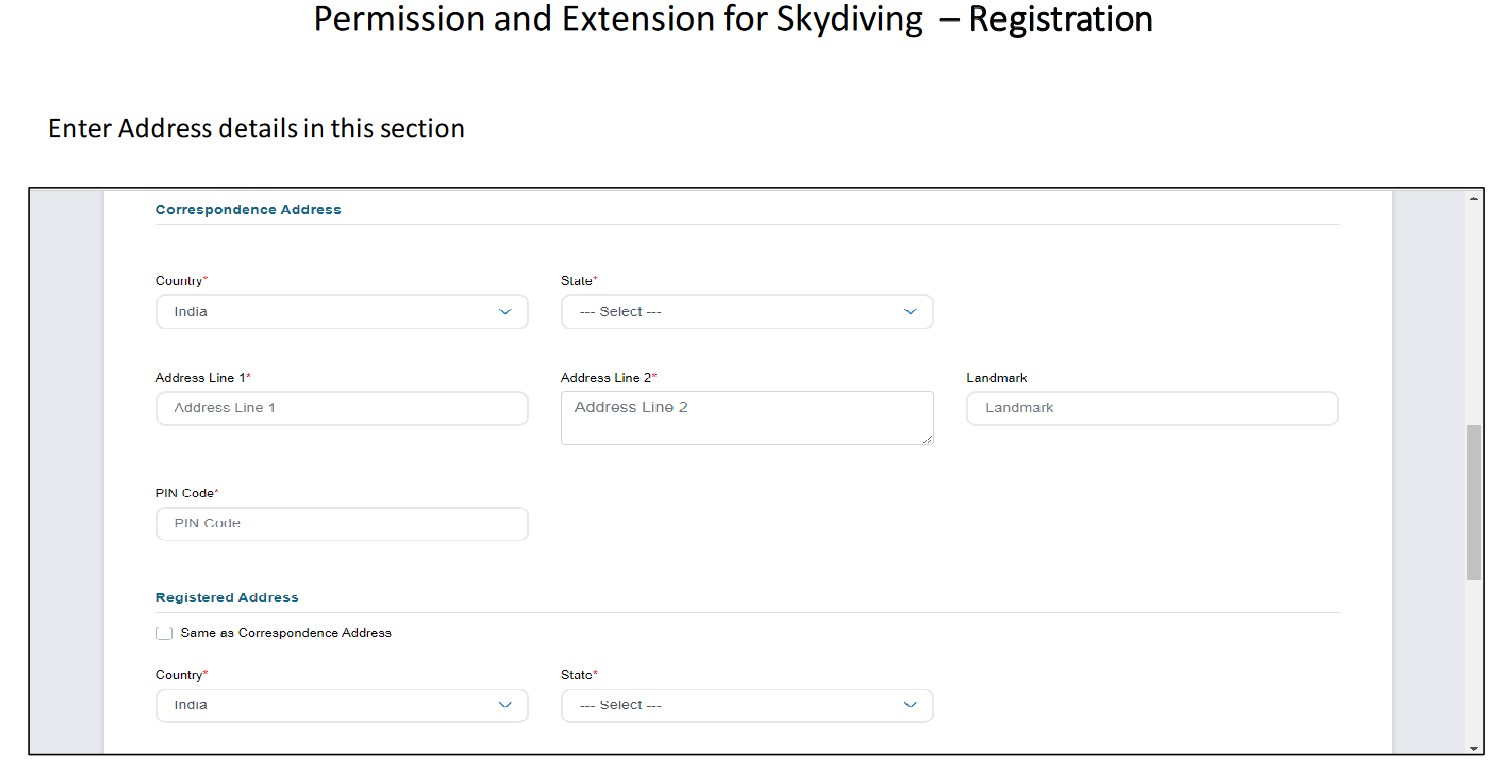 Permission and Extension for Skydiving – Registration
Enter Address details in this section
Correspondence Address
Country* State*
India --- Select ---
Address Line 1* Address Line 2* Landmark
Address Line 1 Address Line 2 Landmark
PIN Code*
PIN Code
Registered Address
Same as Correspondence Address
Country* State*
India --- Select ---